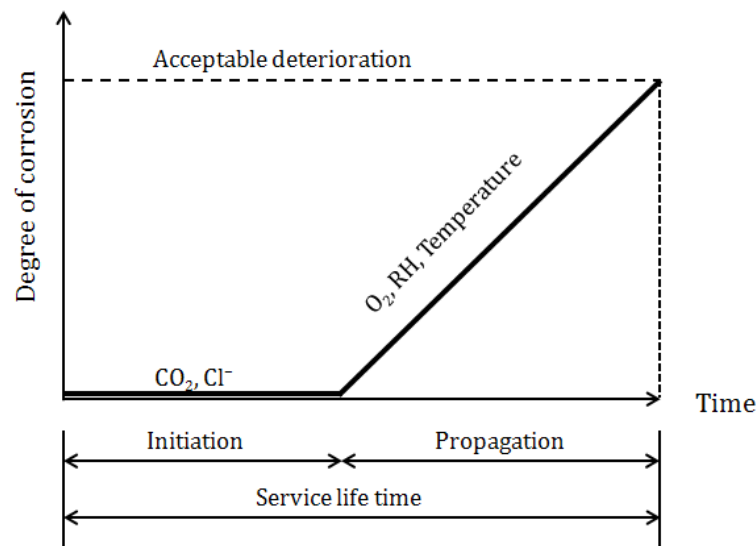 Acceptable deterioration
Degree of corrosion
O₂, RH, Temperature
CO₂, Cl⁻
Time
Initiation
Propagation
Service life time